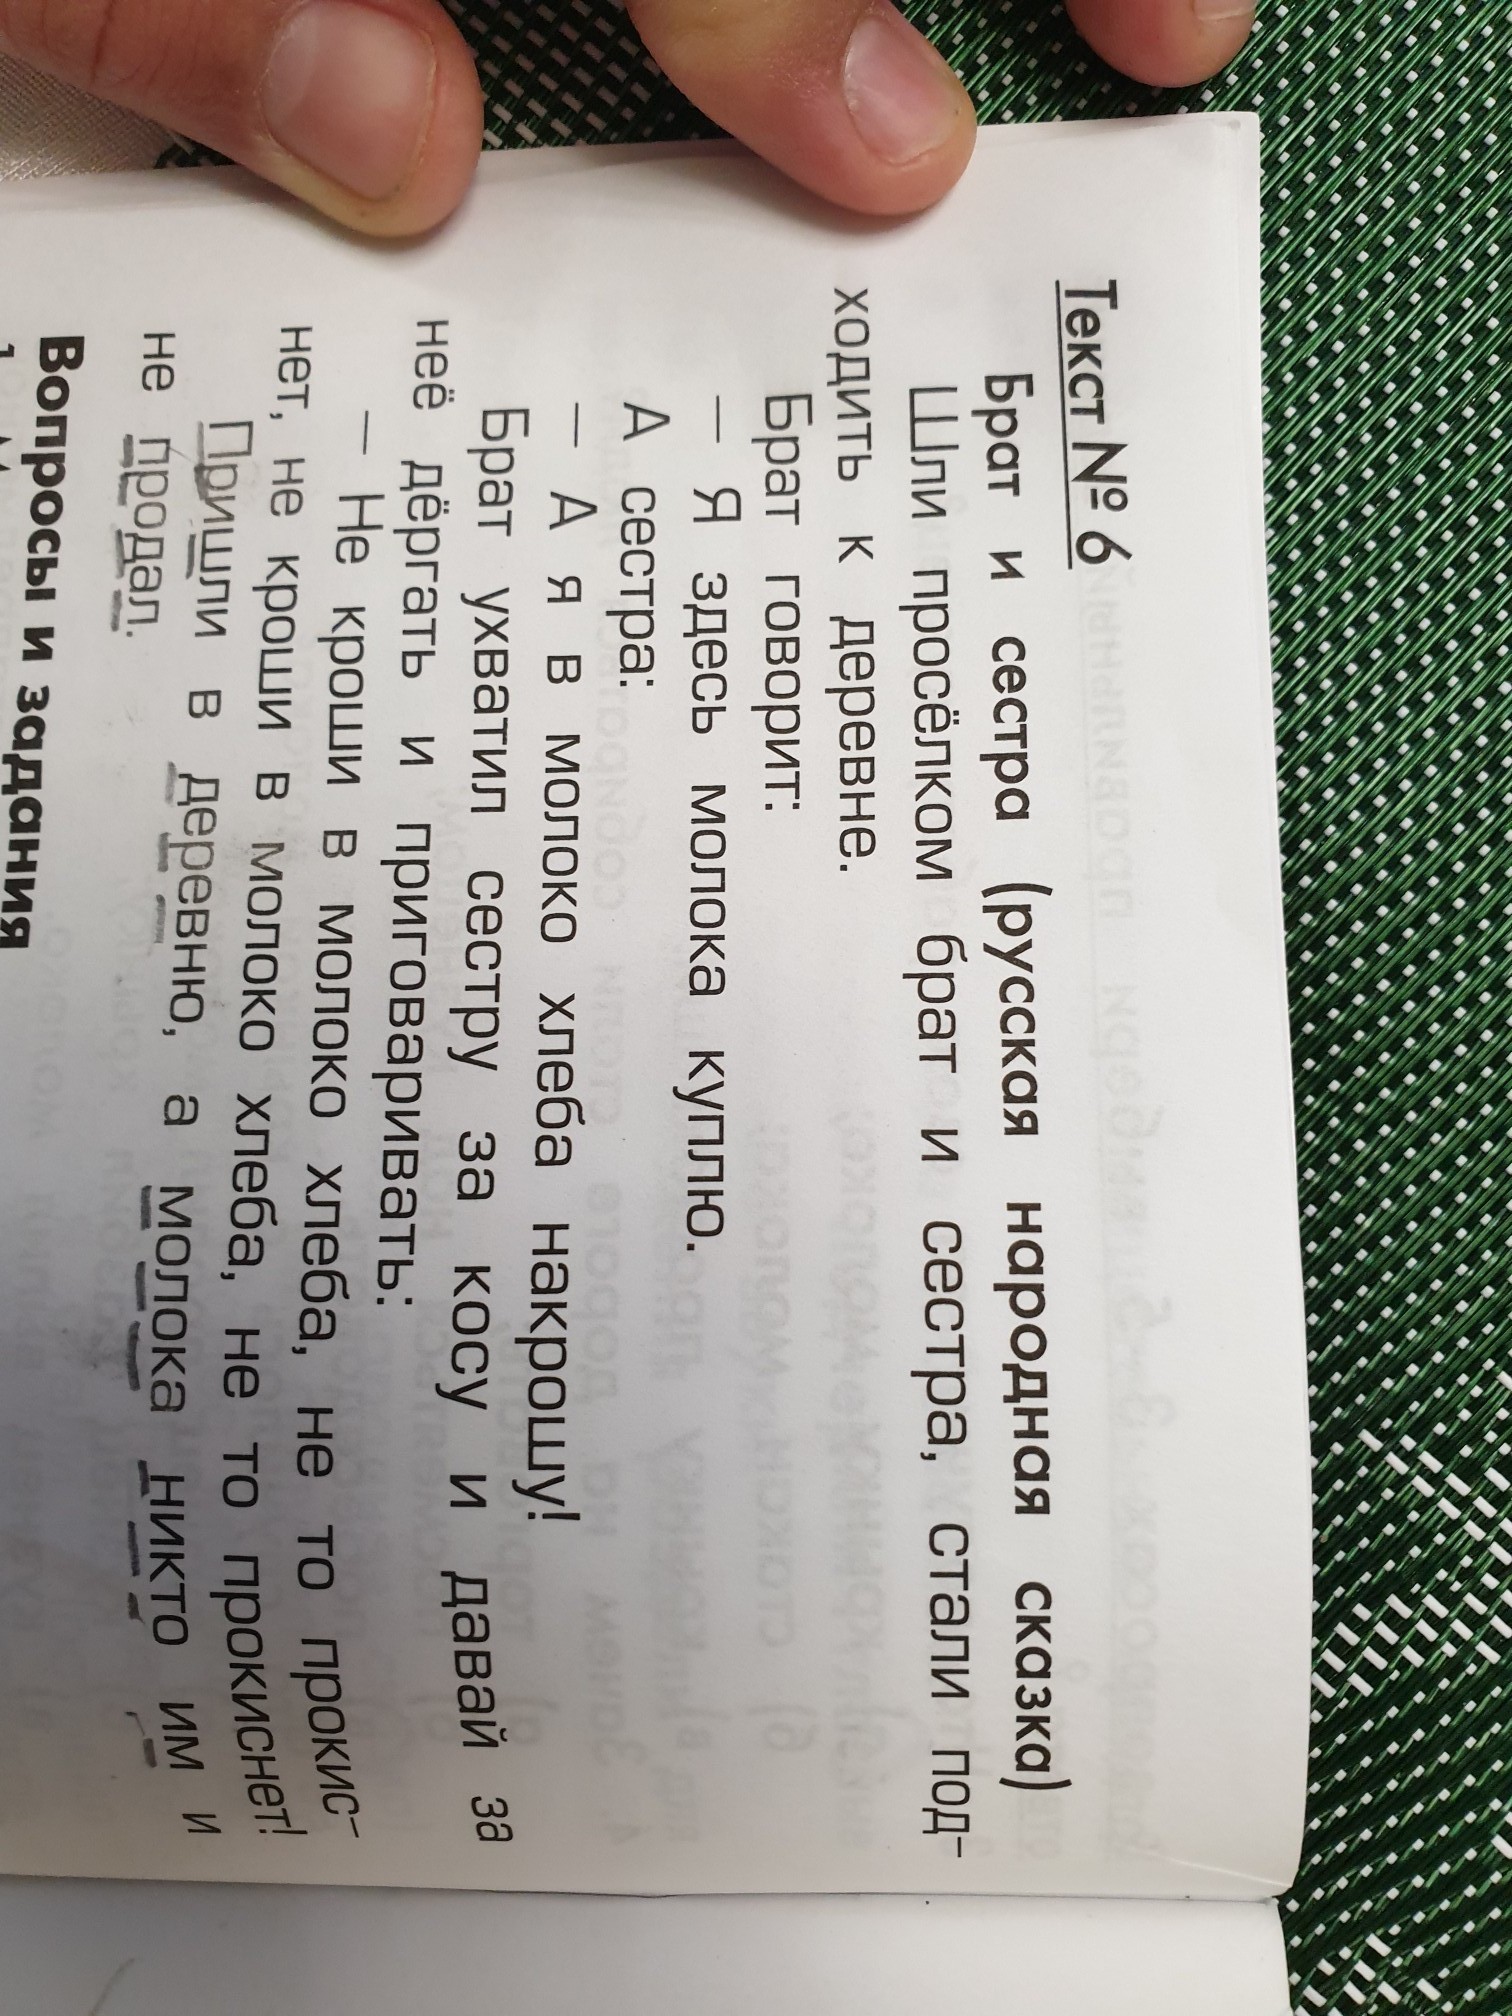 Текст № 6
Брат и сестра (русская народная сказка)
Шли просёлком брат и сестра, стали под-
ходить к деревне.
Брат говорит:
— Я здесь молока куплю.
А сестра:
— А я в молоко хлеба накрошу!
Брат ухватил сестру за косу и давай за
неё дёргать и приговаривать:
— Не кроши в молоко хлеба, не то прокис-
нет, не кроши в молоко хлеба, не то прокиснет!
Пришли в деревню, а молока никто им и
не продал.
Вопросы и задания